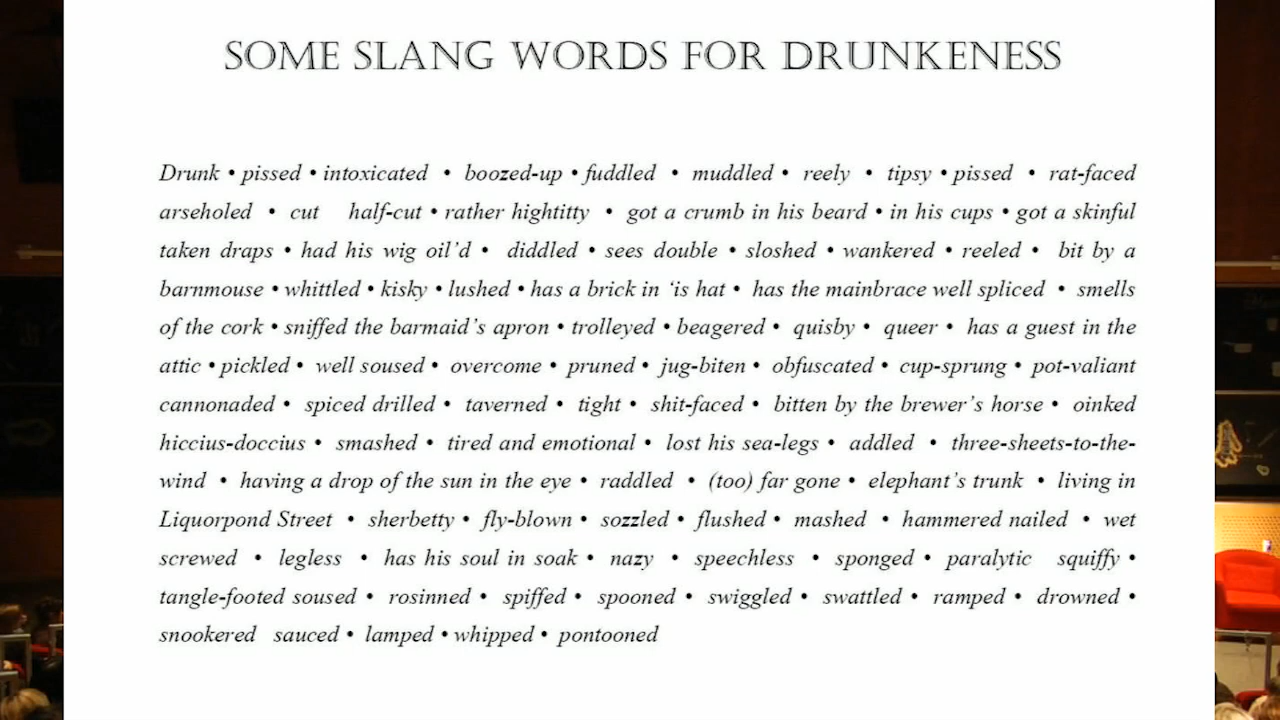 SOME SLANG WORDS FOR DRUNKENESS
Drunk • pissed • intoxicated • boozed-up • fuddled • muddled • reely • tipsy • pissed • rat-faced
arseholed • cut half-cut • rather hightitty • got a crumb in his beard • in his cups • got a skinful
taken draps • had his wig oil’d • diddled • sees double • sloshed • wankered • reeled • bit by a
barnmouse • whittled • kisky • lushed • has a brick in ‘is hat • has the mainbrace well spliced • smells
of the cork • sniffed the barmaid’s apron • trolleyed • beagered • quisby • queer • has a guest in the
attic • pickled • well soused • overcome • pruned • jug-biten • obfuscated • cup-sprung • pot-valiant
cannonaded • spiced drilled • taverned • tight • shit-faced • bitten by the brewer’s horse • oinked
hiccius-doccius • smashed • tired and emotional • lost his sea-legs • addled • three-sheets-to-the-
wind • having a drop of the sun in the eye • raddled • (too) far gone • elephant’s trunk • living in
Liquorpond Street • sherbetty • fly-blown • sozzled • flushed • mashed • hammered nailed • wet
screwed • legless • has his soul in soak • nazy • speechless • sponged • paralytic squiffy •
tangle-footed soused • rosinned • spiffed • spooned • swiggled • swattled • ramped • drowned •
snookered sauced • lamped • whipped • pontooned